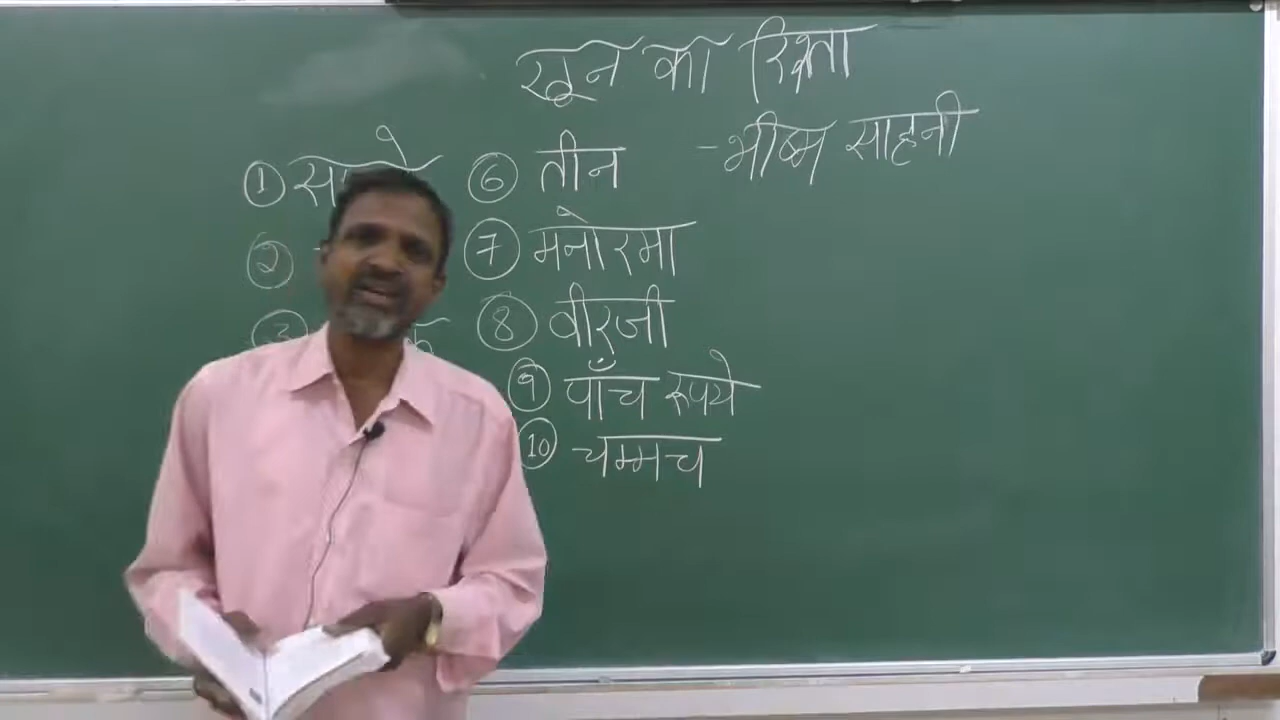 खून का रिश्ता
-भीष्म साहनी
①
②
③
⑥ तीन
⑦ मनोरमा
⑧ वीरजी
⑨ पाँच रूपये
⑩ चम्मच